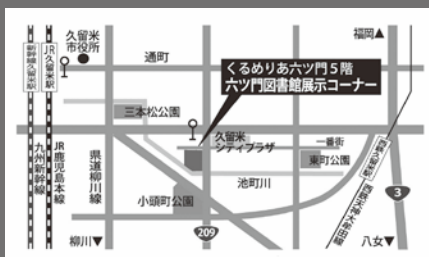 久留米
市役所
通町
福岡▲
くるめりあ六ツ門5階
六ツ門図書館展示コーナー
JR久留米駅
三本松公園
久留米
シティプラザ
一番街
東町公園
西鉄久留米駅
九州新幹線
JR鹿児島本線
県道柳川線
池町川
小頭町公園
西鉄天神大牟田線
3
209
柳川▼
八女▼